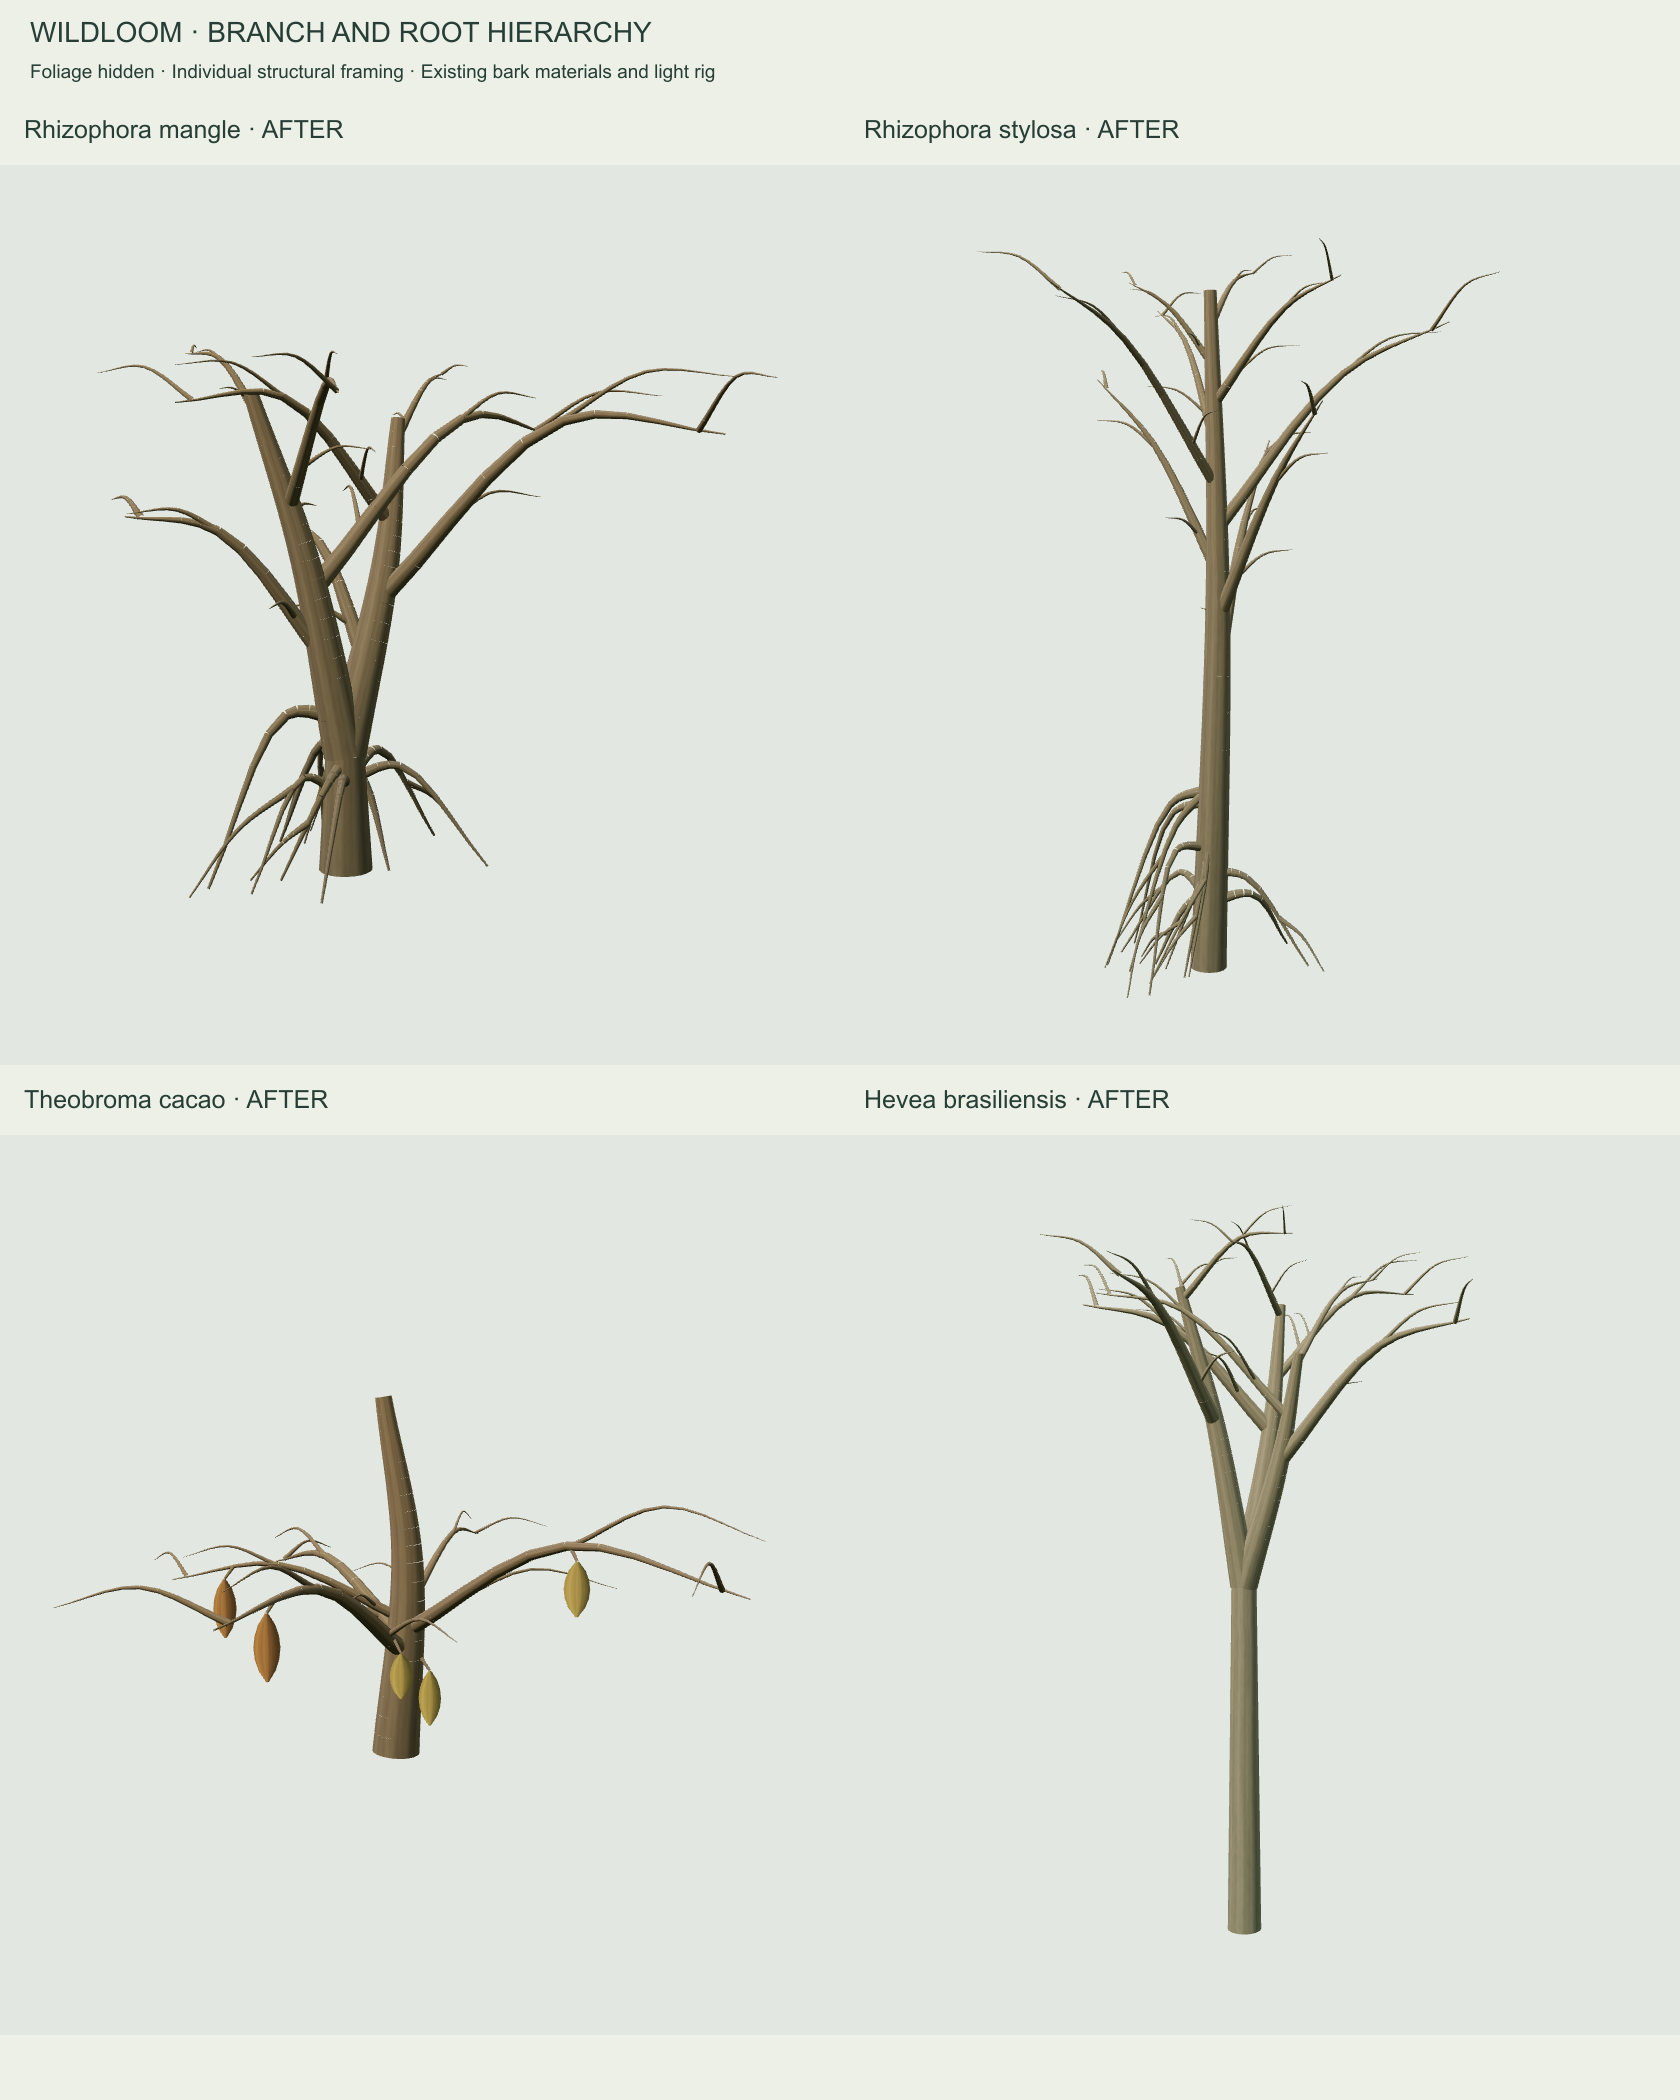 WILDLOOM · BRANCH AND ROOT HIERARCHY
Foliage hidden · Individual structural framing · Existing bark materials and light rig
Rhizophora mangle · AFTER
Rhizophora stylosa · AFTER
Theobroma cacao · AFTER
Hevea brasiliensis · AFTER